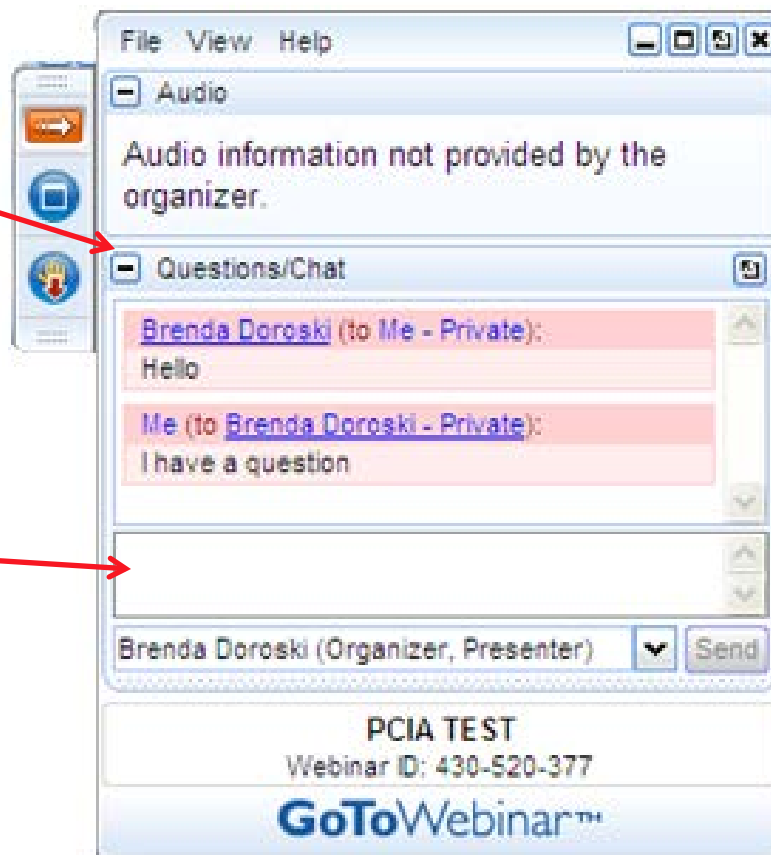 File View Help
Audio
Audio information not provided by the
organizer.
Questions/Chat
Brenda Doroski (to Me - Private):
Hello
Me (to Brenda Doroski - Private):
I have a question
Brenda Doroski (Organizer, Presenter)
Send
PCIA TEST
Webinar ID: 430-520-377
GoToWebinar™